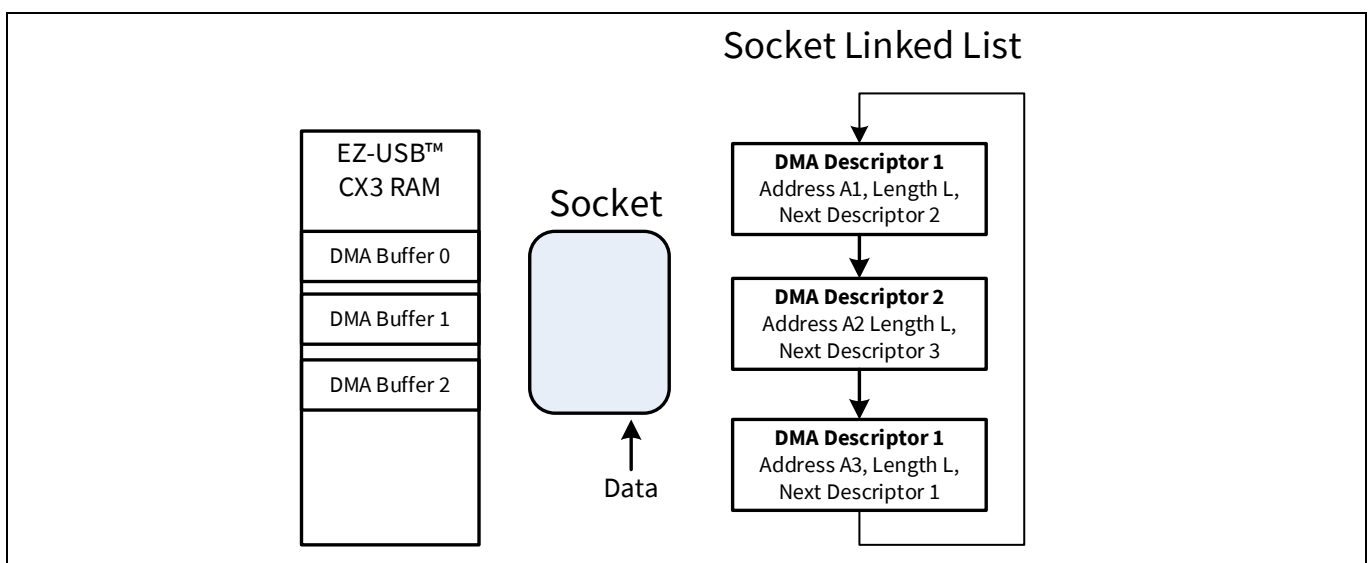 Socket Linked List
EZ-USB™
CX3 RAM
DMA Buffer 0
DMA Buffer 1
DMA Buffer 2
Socket
Data
DMA Descriptor 1
Address A1, Length L,
Next Descriptor 2
DMA Descriptor 2
Address A2 Length L,
Next Descriptor 3
DMA Descriptor 1
Address A3, Length L,
Next Descriptor 1